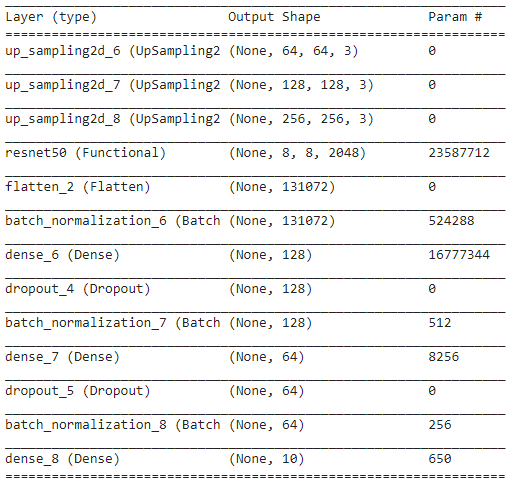 Layer (type) Output Shape Param #
up_sampling2d_6 (UpSampling2 (None, 64, 64, 3) 0
up_sampling2d_7 (UpSampling2 (None, 128, 128, 3) 0
up_sampling2d_8 (UpSampling2 (None, 256, 256, 3) 0
resnet50 (Functional) (None, 8, 8, 2048) 23587712
flatten_2 (Flatten) (None, 131072) 0
batch_normalization_6 (Batch (None, 131072) 524288
dense_6 (Dense) (None, 128) 16777344
dropout_4 (Dropout) (None, 128) 0
batch_normalization_7 (Batch (None, 128) 512
dense_7 (Dense) (None, 64) 8256
dropout_5 (Dropout) (None, 64) 0
batch_normalization_8 (Batch (None, 64) 256
dense_8 (Dense) (None, 10) 650